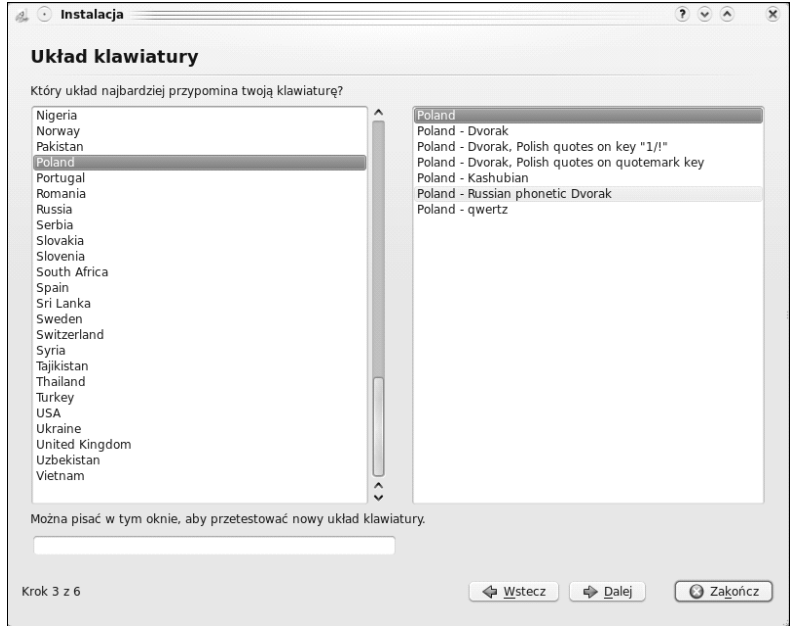 Instalacja
Układ klawiatury
Który układ najbardziej przypomina twoją klawiaturę?
Nigeria
Norway
Pakistan
Poland
Portugal
Romania
Russia
Serbia
Slovakia
Slovenia
South Africa
Spain
Sri Lanka
Sweden
Switzerland
Syria
Tajikistan
Thailand
Turkey
USA
Ukraine
United Kingdom
Uzbekistan
Vietnam
Poland
Poland - Dvorak
Poland - Dvorak, Polish quotes on key "1/!"
Poland - Dvorak, Polish quotes on quotemark key
Poland - Kashubian
Poland - Russian phonetic Dvorak
Poland - qwertz
Można pisać w tym oknie, aby przetestować nowy układ klawiatury.
Krok 3 z 6
Wstecz
Dalej
Zakończ